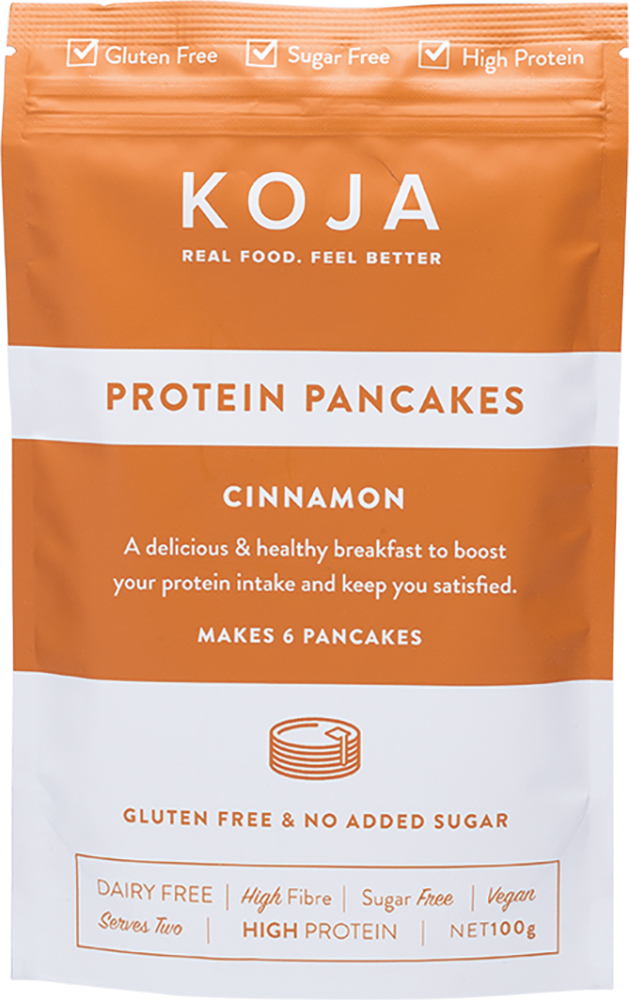 Gluten Free Sugar Free High Protein
KOJA
REAL FOOD. FEEL BETTER
PROTEIN PANCAKES
CINNAMON
A delicious & healthy breakfast to boost
your protein intake and keep you satisfied.
MAKES 6 PANCAKES
GLUTEN FREE & NO ADDED SUGAR
DAIRY FREE | High Fibre | Sugar Free | Vegan
Serves Two | HIGH PROTEIN | NET100g